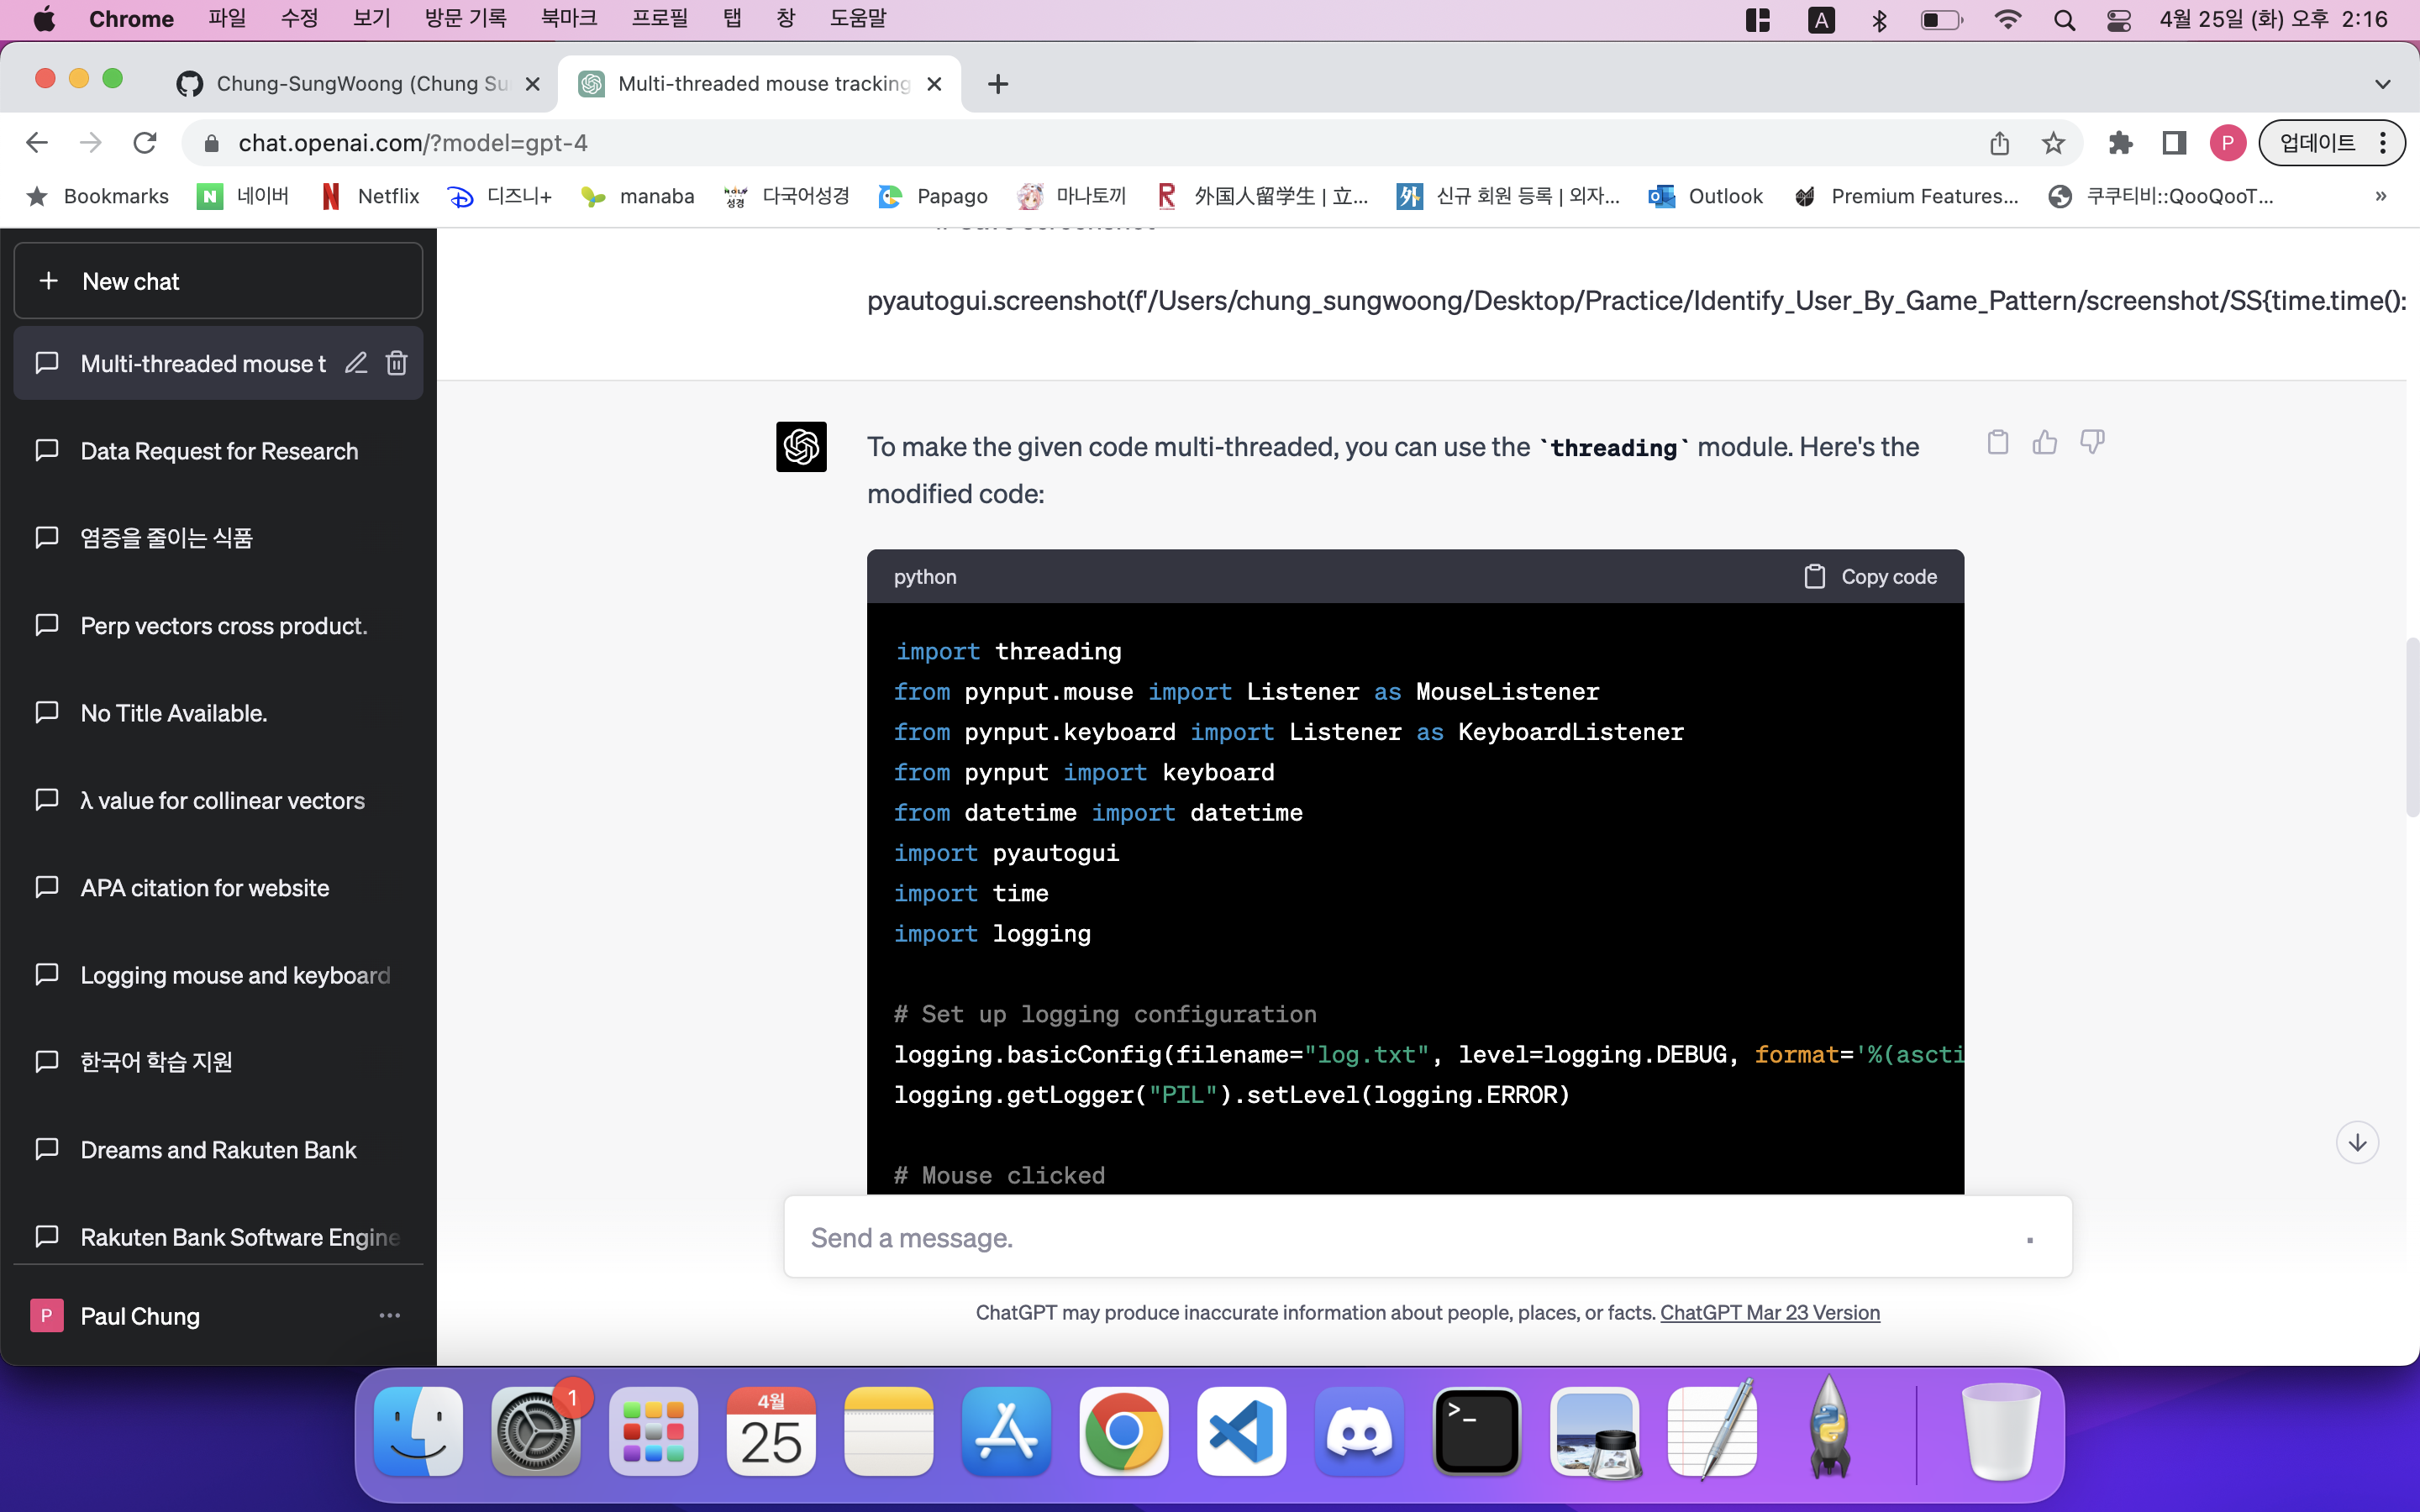 Chrome 파일 수정 보기 방문 기록 북마크 프로필 탭 창 도움말 A 4월 25일 (화) 오후 2:16
Chung-SungWoong (Chung Su
Multi-threaded mouse tracking
chat.openai.com/?model=gpt-4
P 업데이트
Bookmarks N 네이버 Netflix 디즈니+ manaba 다국어성경 Papago 마나토끼 R 外国人留学生 | 立... 外 신규 회원 등록 | 외자... Outlook Premium Features... 쿠쿠티비::QooQooT... »
+ New chat
Multi-threaded mouse t
Data Request for Research
염증을 줄이는 식품
Perp vectors cross product.
No Title Available.
λ value for collinear vectors
APA citation for website
Logging mouse and keyboard
한국어 학습 지원
Dreams and Rakuten Bank
Rakuten Bank Software Engine
P Paul Chung ...
pyautogui.screenshot(f'/Users/chung_sungwoong/Desktop/Practice/Identify_User_By_Game_Pattern/screenshot/SS{time.time():
To make the given code multi-threaded, you can use the `threading` module. Here's the
modified code:
python Copy code
import threading
from pynput.mouse import Listener as MouseListener
from pynput.keyboard import Listener as KeyboardListener
from pynput import keyboard
from datetime import datetime
import pyautogui
import time
import logging
# Set up logging configuration
logging.basicConfig(filename="log.txt", level=logging.DEBUG, format='%(ascti
logging.getLogger("PIL").setLevel(logging.ERROR)
# Mouse clicked
Send a message.
ChatGPT may produce inaccurate information about people, places, or facts. ChatGPT Mar 23 Version
1
4월
25
>_